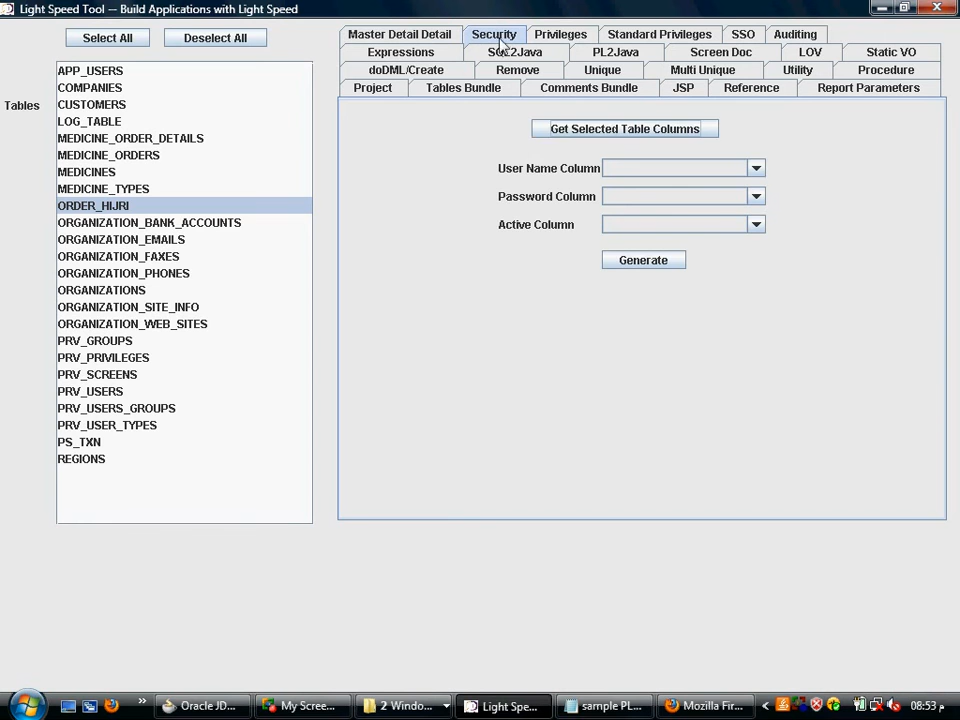 Light Speed Tool — Build Applications with Light Speed
Select All
Deselect All
Tables
APP_USERS
COMPANIES
CUSTOMERS
LOG_TABLE
MEDICINE_ORDER_DETAILS
MEDICINE_ORDERS
MEDICINES
MEDICINE_TYPES
ORDER_HIJRI
ORGANIZATION_BANK_ACCOUNTS
ORGANIZATION_EMAILS
ORGANIZATION_FAXES
ORGANIZATION_PHONES
ORGANIZATIONS
ORGANIZATION_SITE_INFO
ORGANIZATION_WEB_SITES
PRV_GROUPS
PRV_PRIVILEGES
PRV_SCREENS
PRV_USERS
PRV_USERS_GROUPS
PRV_USER_TYPES
PS_TXN
REGIONS
Master Detail Detail Security Privileges Standard Privileges SSO Auditing
Expressions SQL2Java PL2Java Screen Doc LOV Static VO
doDML/Create Remove Unique Multi Unique Utility Procedure
Project Tables Bundle Comments Bundle JSP Reference Report Parameters
Get Selected Table Columns
User Name Column
Password Column
Active Column
Generate
» Oracle JD... My Scree... 2 Windo... Light Spe... sample PL... Mozilla Fir... 08:53 م